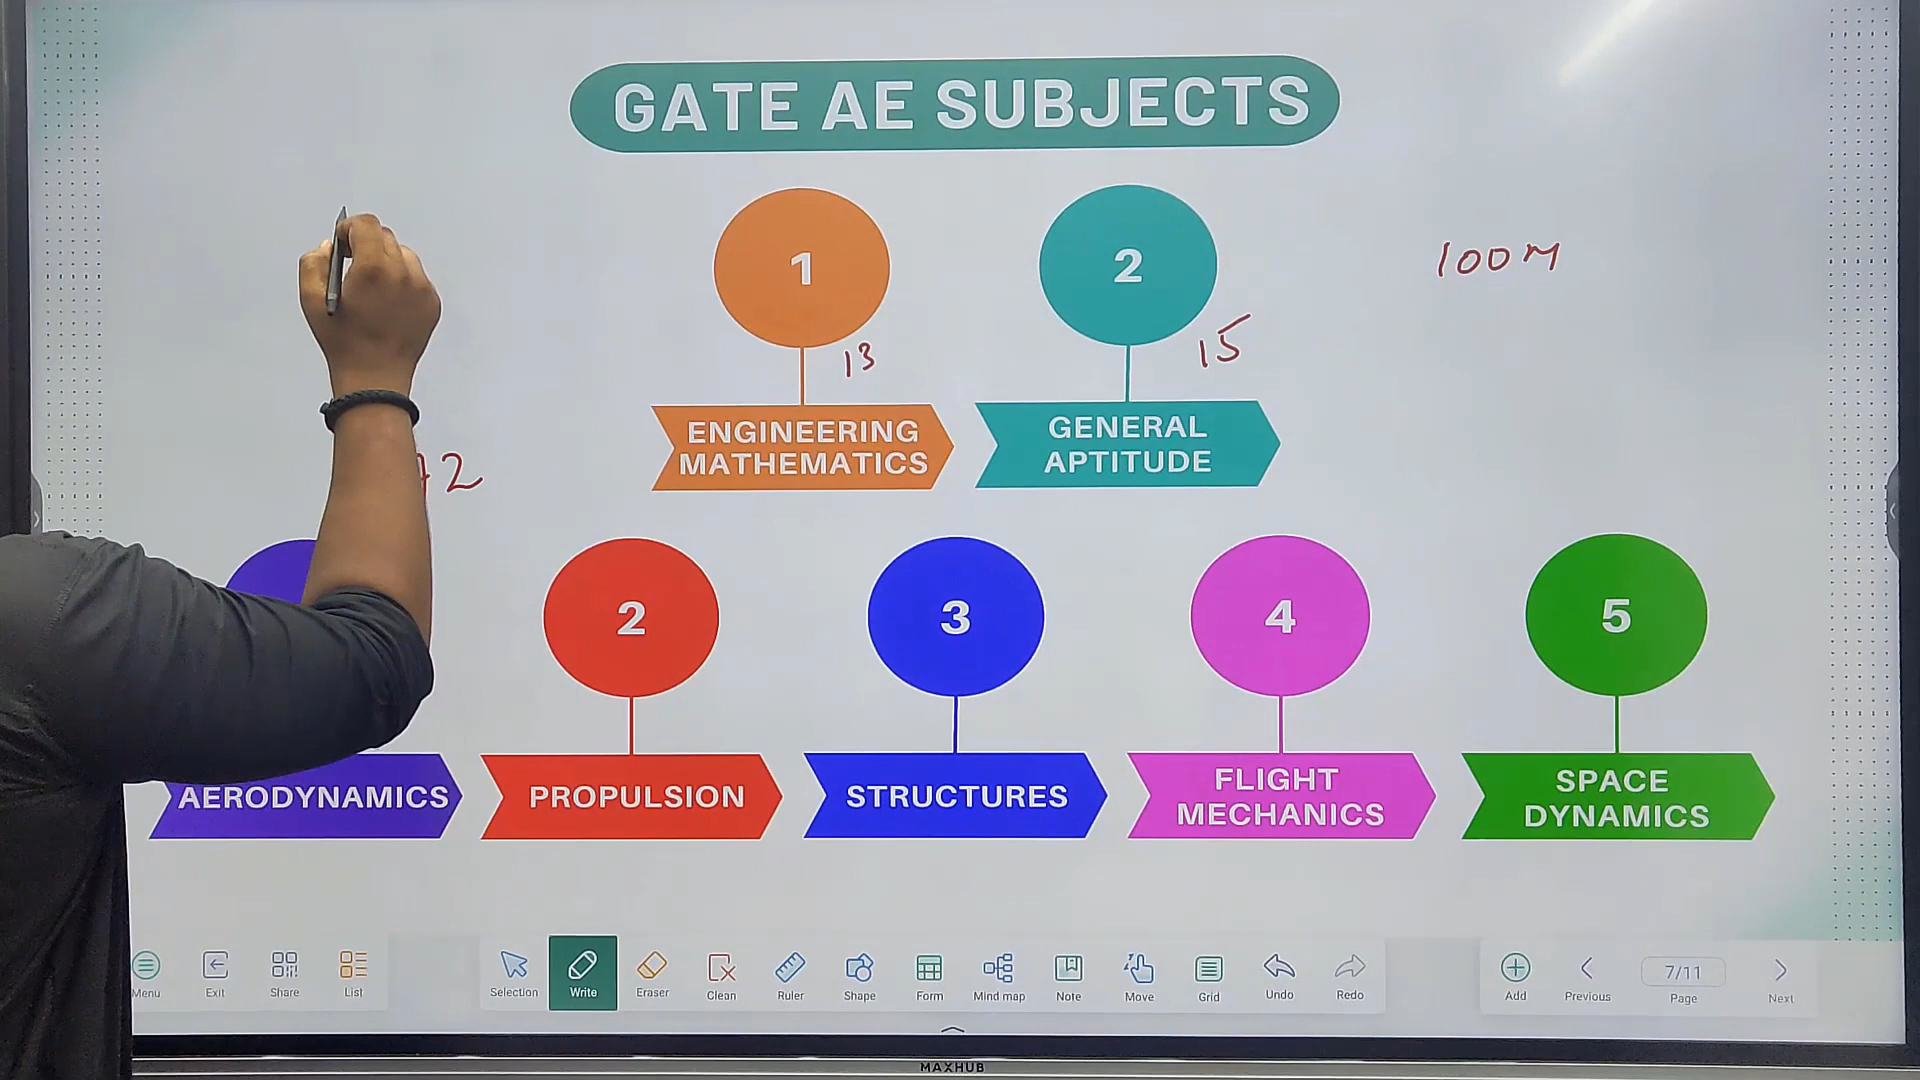 GATE AE SUBJECTS
1
2
100M
13
15
ENGINEERING
MATHEMATICS
GENERAL
APTITUDE
72
2
3
4
5
AERODYNAMICS
PROPULSION
STRUCTURES
FLIGHT
MECHANICS
SPACE
DYNAMICS
Menu
Exit
Share
List
Selection
Write
Eraser
Clean
Ruler
Shape
Form
Mind map
Note
Move
Grid
Undo
Redo
Add
Previous
7/11
Page
Next
MAXHUB